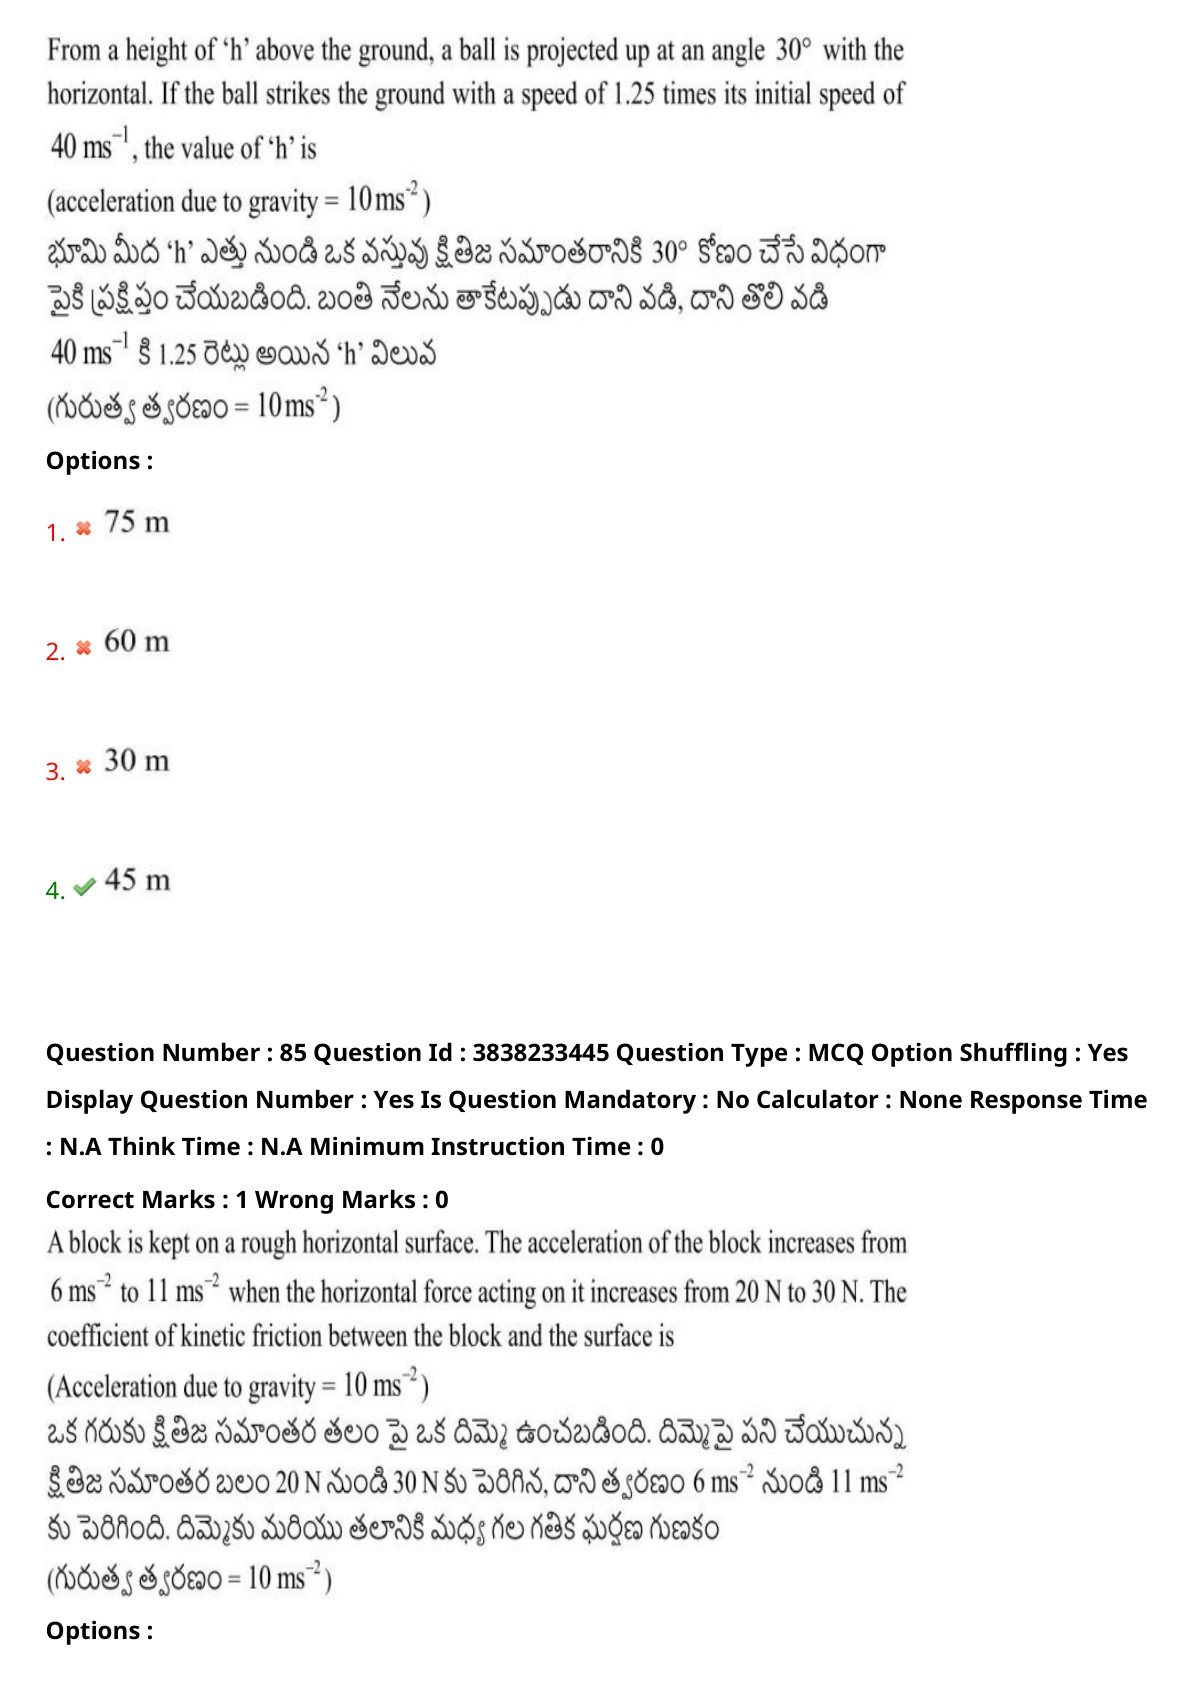 From a height of ‘h’ above the ground, a ball is projected up at an angle 30° with the
horizontal. If the ball strikes the ground with a speed of 1.25 times its initial speed of
40 ms⁻¹, the value of ‘h’ is
(acceleration due to gravity = 10 ms⁻²)
భూమి మీద ‘h’ ఎత్తు నుండి ఒక వస్తువు క్షితిజ సమాంతరానికి 30° కోణం చేసే విధంగా
పైకి ప్రక్షిప్తం చేయబడింది. బంతి నేలను తాకేటప్పుడు దాని వడి, దాని తొలి వడి
40 ms⁻¹ కి 1.25 రెట్లు అయిన ‘h’ విలువ
(గురుత్వ త్వరణం = 10 ms⁻²)
Options :
1. 75 m
2. 60 m
3. 30 m
4. 45 m
Question Number : 85 Question Id : 3838233445 Question Type : MCQ Option Shuffling : Yes
Display Question Number : Yes Is Question Mandatory : No Calculator : None Response Time
: N.A Think Time : N.A Minimum Instruction Time : 0
Correct Marks : 1 Wrong Marks : 0
A block is kept on a rough horizontal surface. The acceleration of the block increases from
6 ms⁻² to 11 ms⁻² when the horizontal force acting on it increases from 20 N to 30 N. The
coefficient of kinetic friction between the block and the surface is
(Acceleration due to gravity = 10 ms⁻²)
ఒక గరుకు క్షితిజ సమాంతర తలం పై ఒక దిమ్మె ఉంచబడింది. దిమ్మెపై పని చేయుచున్న
క్షితిజ సమాంతర బలం 20 N నుండి 30 N కు పెరిగిన, దాని త్వరణం 6 ms⁻² నుండి 11 ms⁻²
కు పెరిగింది. దిమ్మెకు మరియు తలానికి మధ్య గల గతిక ఘర్షణ గుణకం
(గురుత్వ త్వరణం = 10 ms⁻²)
Options :